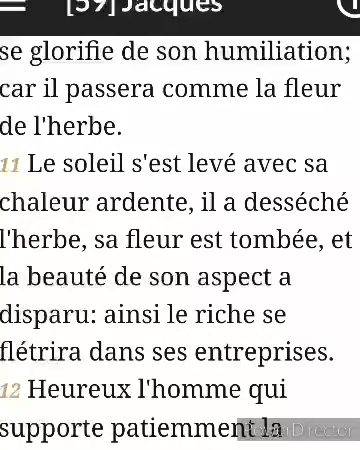 [59] Jacques
se glorifie de son humiliation;
car il passera comme la fleur
de l'herbe.
11 Le soleil s'est levé avec sa
chaleur ardente, il a desséché
l'herbe, sa fleur est tombée, et
la beauté de son aspect a
disparu: ainsi le riche se
flétrira dans ses entreprises.
12 Heureux l'homme qui
supporte patiemment la
PowerDirector